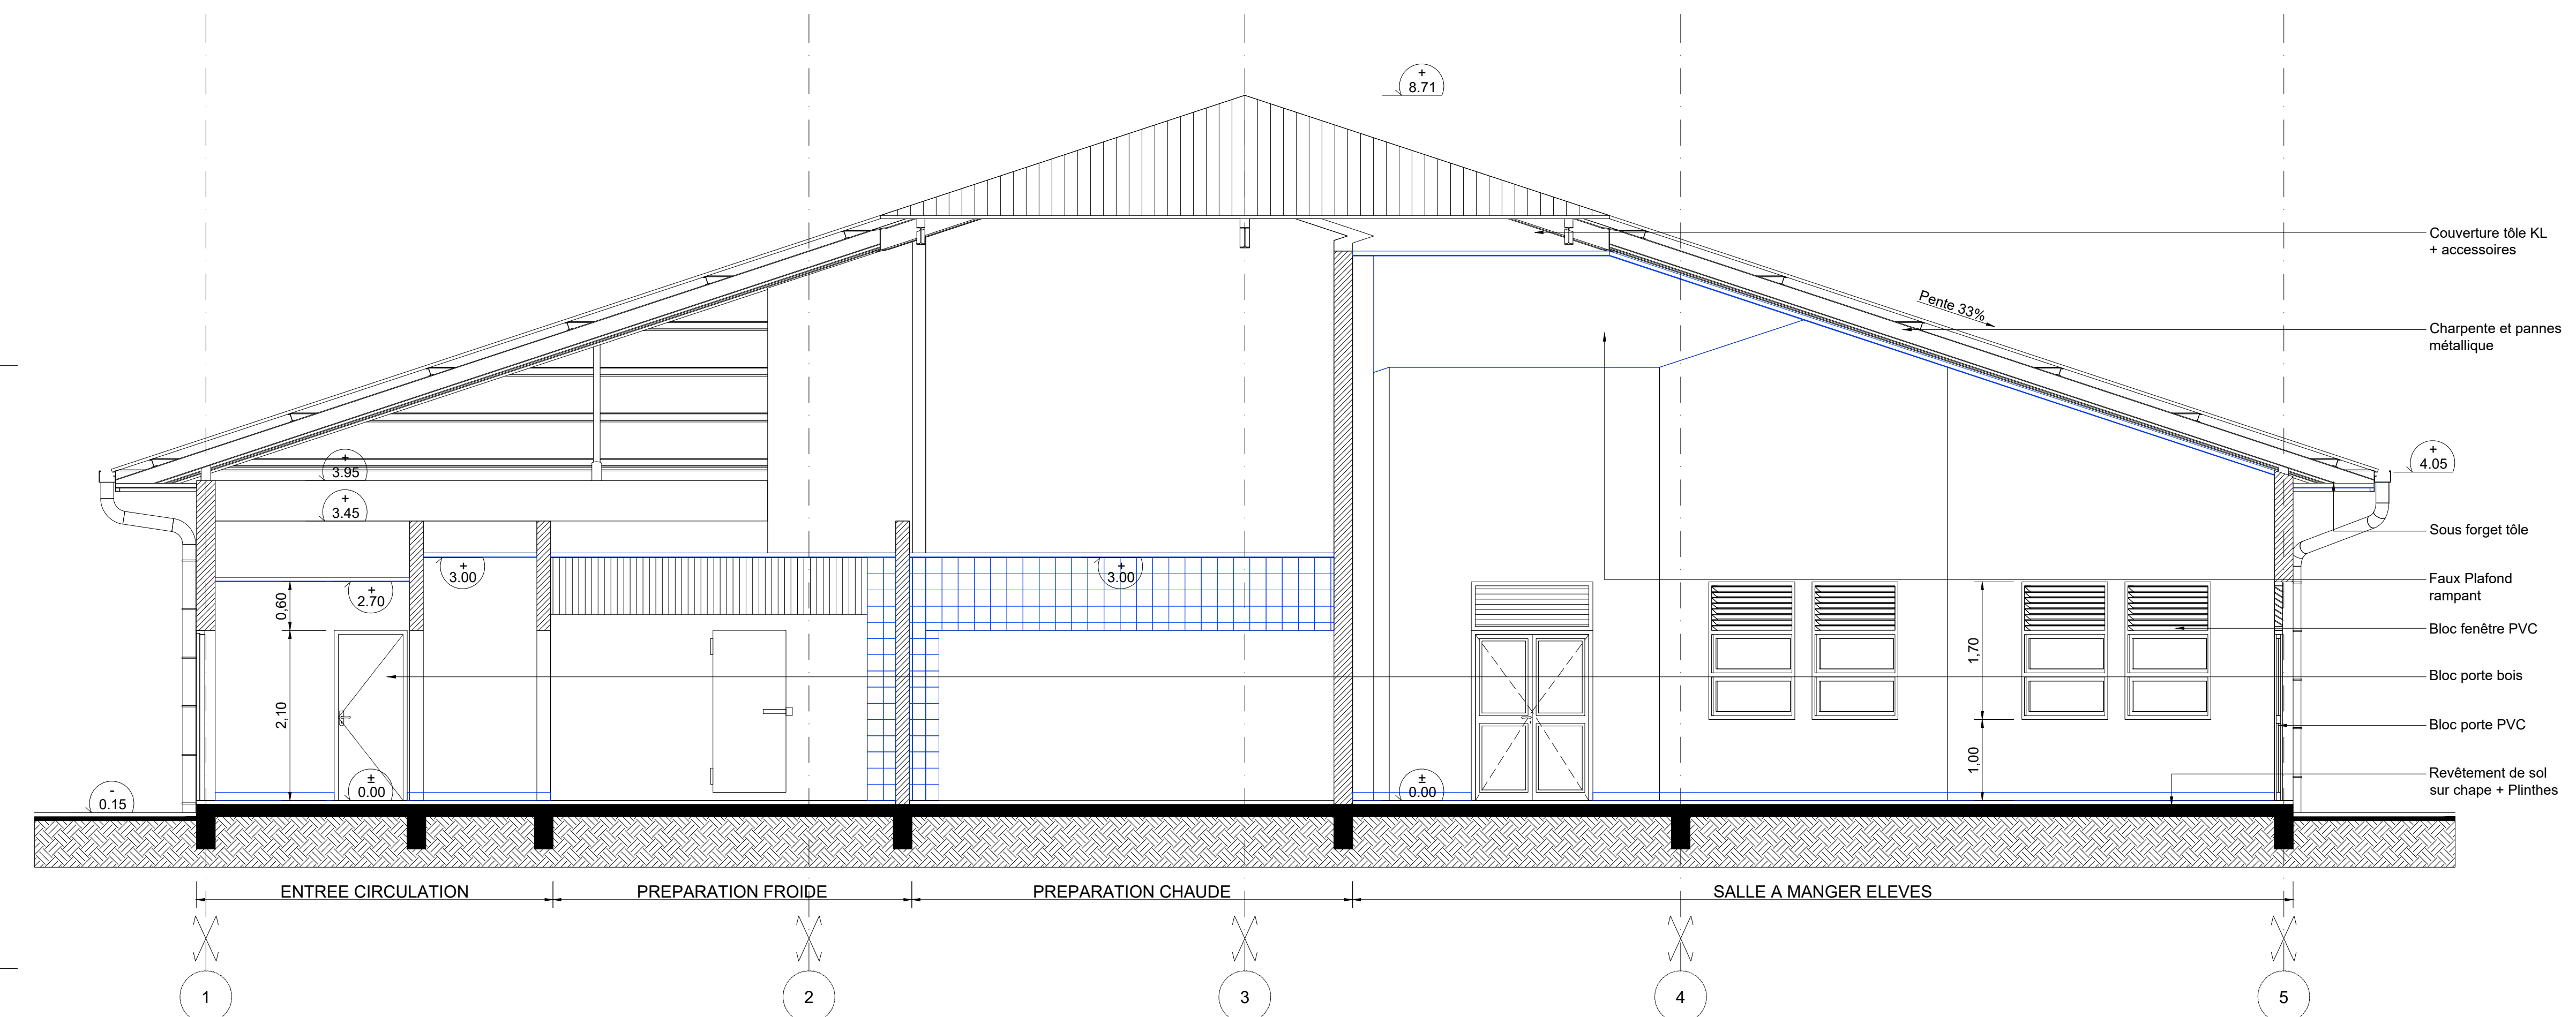 +
8.71
Couverture tôle KL
+ accessoires
Pente 33%
Charpente et pannes
métallique
+
3.95
+
4.05
+
3.45
Sous forget tôle
+
3.00
+
3.00
Faux Plafond
rampant
+
2.70
0,60
Bloc fenêtre PVC
1,70
Bloc porte bois
2,10
Bloc porte PVC
1,00
Revêtement de sol
sur chape + Plinthes
±
0.00
±
0.00
-
0.15
ENTREE CIRCULATION
PREPARATION FROIDE
PREPARATION CHAUDE
SALLE A MANGER ELEVES
1
2
3
4
5